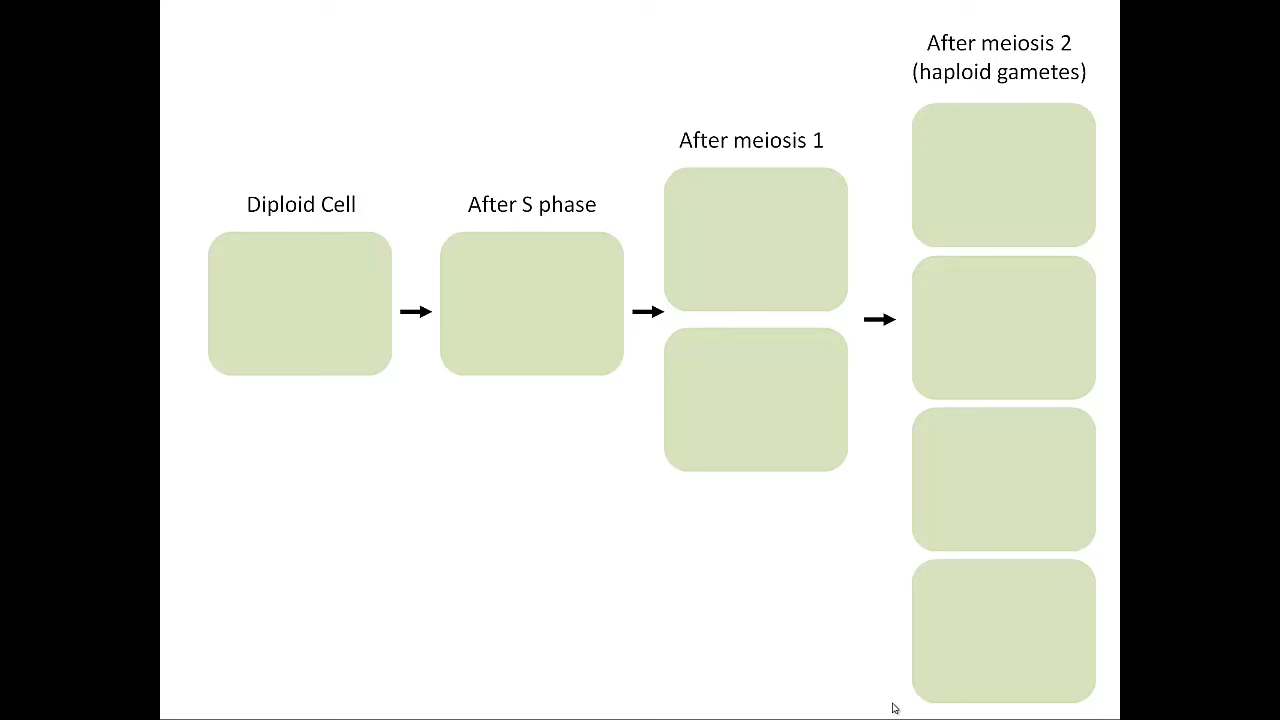 Diploid Cell
After S phase
After meiosis 1
After meiosis 2
(haploid gametes)